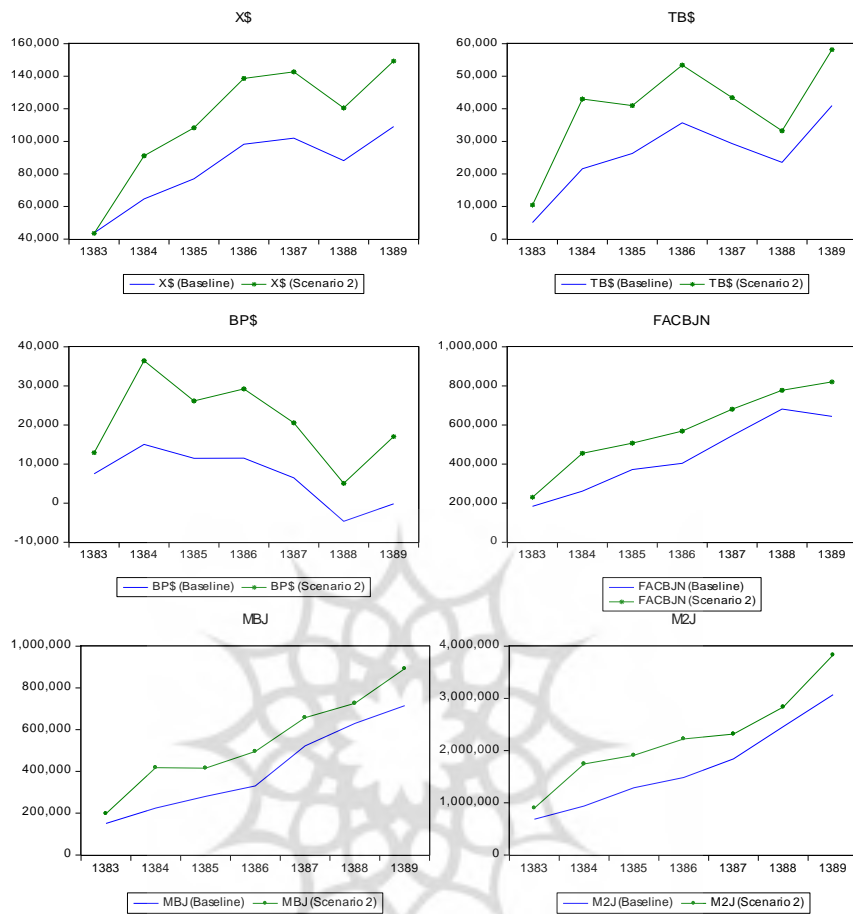 X$
160,000
140,000
120,000
100,000
80,000
60,000
40,000
1383 1384 1385 1386 1387 1388 1389
X$ (Baseline) X$ (Scenario 2)
TB$
60,000
50,000
40,000
30,000
20,000
10,000
0
1383 1384 1385 1386 1387 1388 1389
TB$ (Baseline) TB$ (Scenario 2)
BP$
40,000
30,000
20,000
10,000
0
-10,000
1383 1384 1385 1386 1387 1388 1389
BP$ (Baseline) BP$ (Scenario 2)
FACBJN
1,000,000
800,000
600,000
400,000
200,000
0
1383 1384 1385 1386 1387 1388 1389
FACBJN (Baseline)
FACBJN (Scenario 2)
MBJ
1,000,000
800,000
600,000
400,000
200,000
0
1383 1384 1385 1386 1387 1388 1389
MBJ (Baseline) MBJ (Scenario 2)
M2J
4,000,000
3,000,000
2,000,000
1,000,000
0
1383 1384 1385 1386 1387 1388 1389
M2J (Baseline) M2J (Scenario 2)